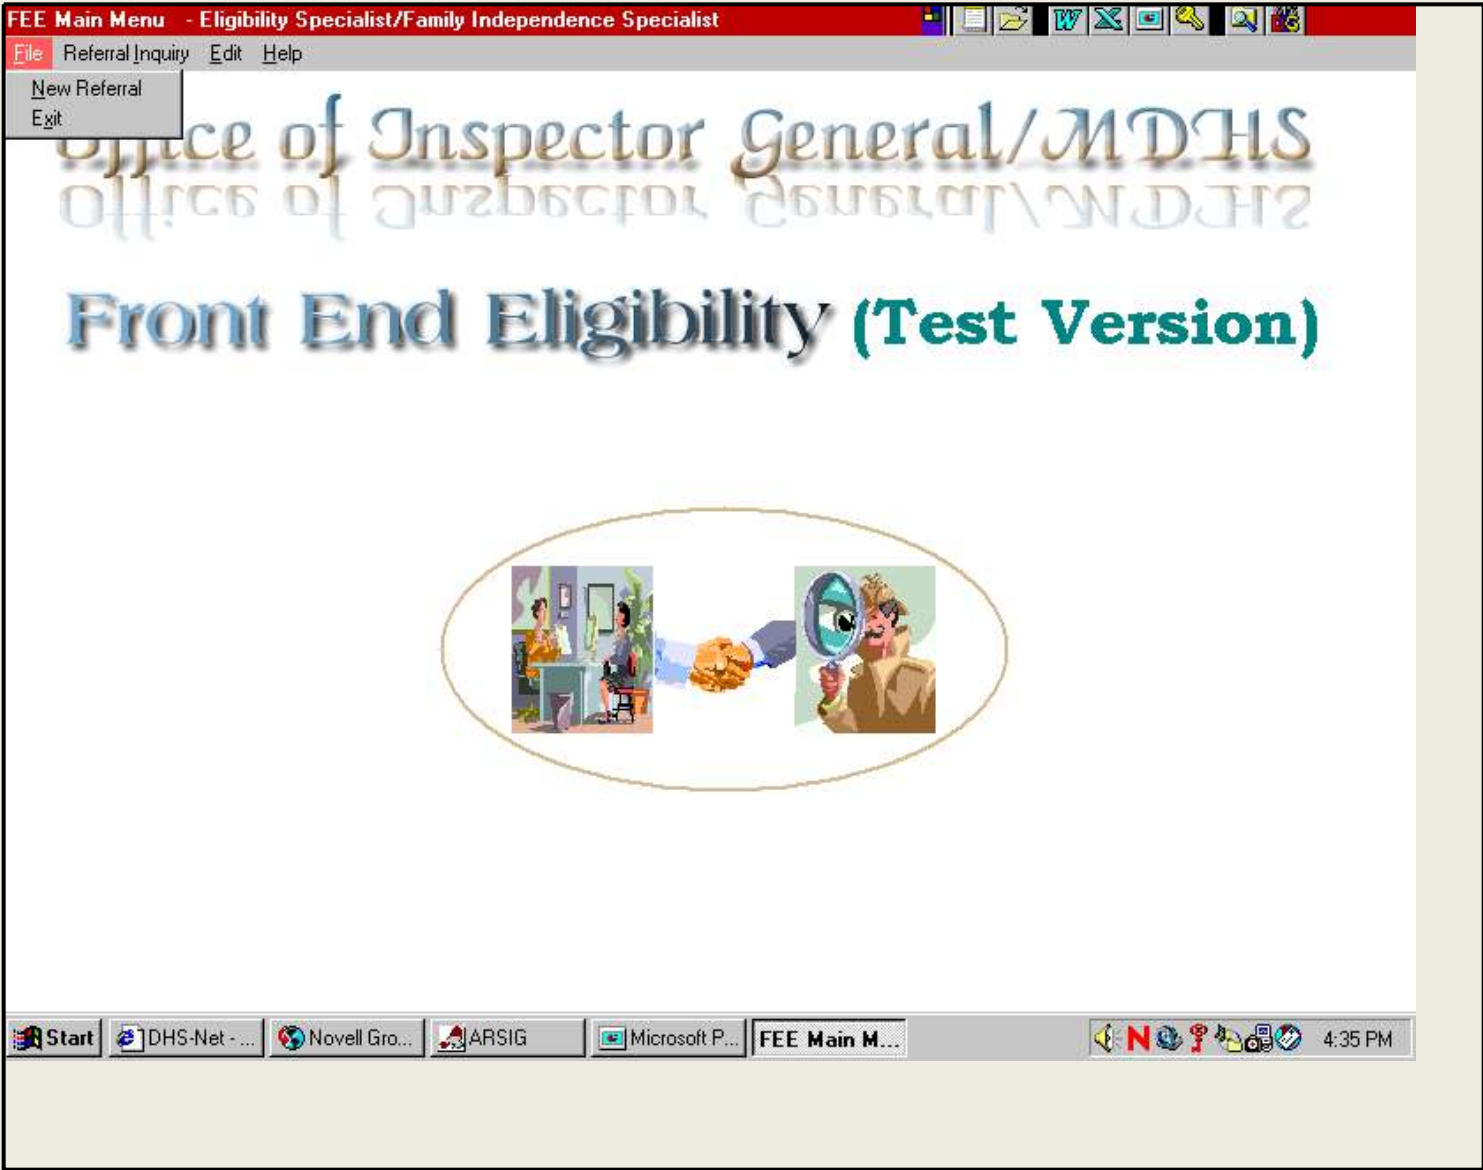 FEE Main Menu - Eligibility Specialist/Family Independence Specialist
File Referral Inquiry Edit Help
New Referral
Exit
Office of Inspector General/MDHS
Front End Eligibility (Test Version)
Start DHS-Net - ... Novell Gro... ARSIG Microsoft P... FEE Main M... 4:35 PM